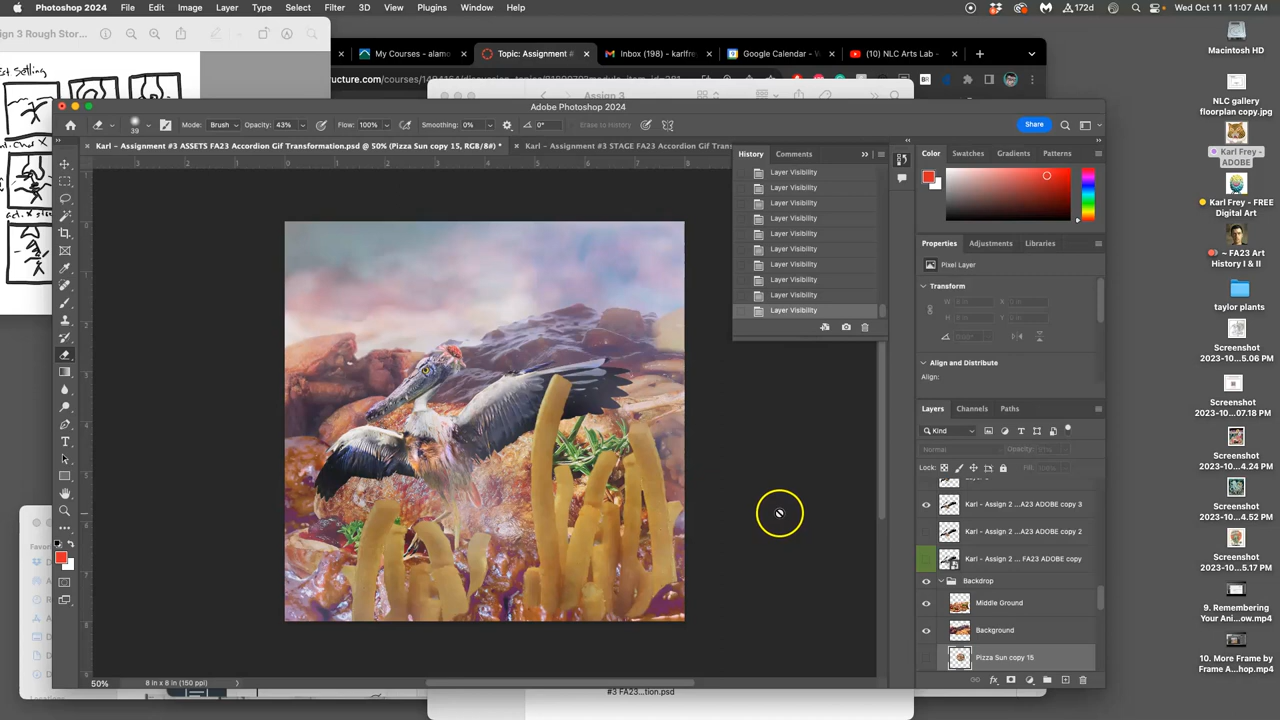 Photoshop 2024 File Edit Image Layer Type Select Filter 3D View Plugins Window Help
172d Wed Oct 11 11:07 AM
gn 3 Rough Stor...
My Courses - alamo
Topic: Assignment #
Inbox (198) - karlfre
Google Calendar - W
(10) NLC Arts Lab -
Assign 3
Adobe Photoshop 2024
39 Mode: Brush Opacity: 43% Flow: 100% Smoothing: 0% 0° Erase to History
Share
Karl – Assignment #3 ASSETS FA23 Accordion Gif Transformation.psd @ 50% (Pizza Sun copy 15, RGB/8#) *
Karl – Assignment #3 STAGE FA23 Accordion Gif Tran
History Comments
Layer Visibility
Layer Visibility
Layer Visibility
Layer Visibility
Layer Visibility
Layer Visibility
Layer Visibility
Layer Visibility
Layer Visibility
Layer Visibility
Color Swatches Gradients Patterns
Properties Adjustments Libraries
Pixel Layer
Transform
Align and Distribute
Align:
Layers Channels Paths
Kind
Normal Opacity:
Lock: Fill:
Karl - Assign 2 ...A23 ADOBE copy 3
Karl - Assign 2 ...A23 ADOBE copy 2
Karl - Assign 2 ... FA23 ADOBE copy
Backdrop
Middle Ground
Background
Pizza Sun copy 15
50% 8 in x 8 in (150 ppi)
#3 FA23...tion.psd
Macintosh HD
NLC gallery
floorplan copy.jpg
Karl Frey -
ADOBE
Karl Frey - FREE
Digital Art
~ FA23 Art
History I & II
taylor plants
Screenshot
2023-10...5.06 PM
Screenshot
2023-10...07.18 PM
Screenshot
2023-10...4.24 PM
Screenshot
2023-10...4.52 PM
Screenshot
2023-10...5.17 PM
9. Remembering
Your Ani...ow.mp4
10. More Frame by
Frame A...hop.mp4